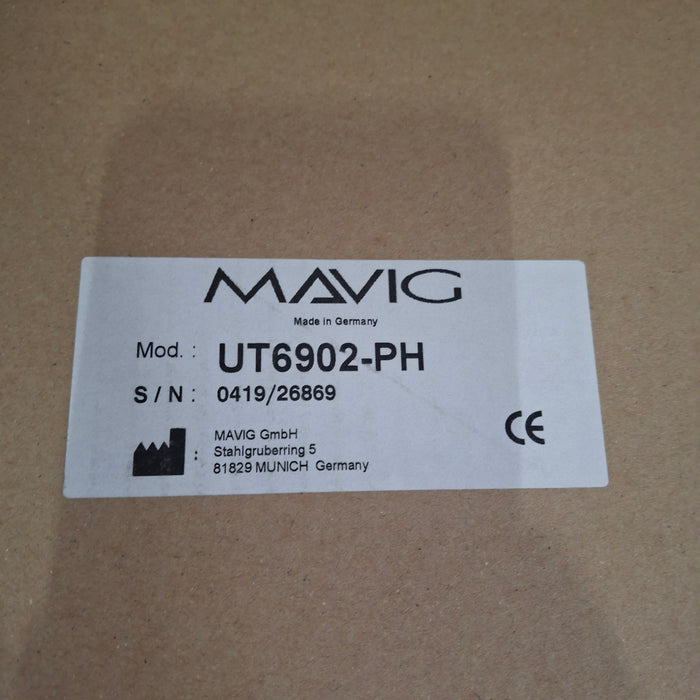 MAVIG
Made in Germany
Mod. : UT6902-PH
S / N : 0419/26869
: MAVIG GmbH
Stahlgruberring 5
81829 MUNICH Germany
CE